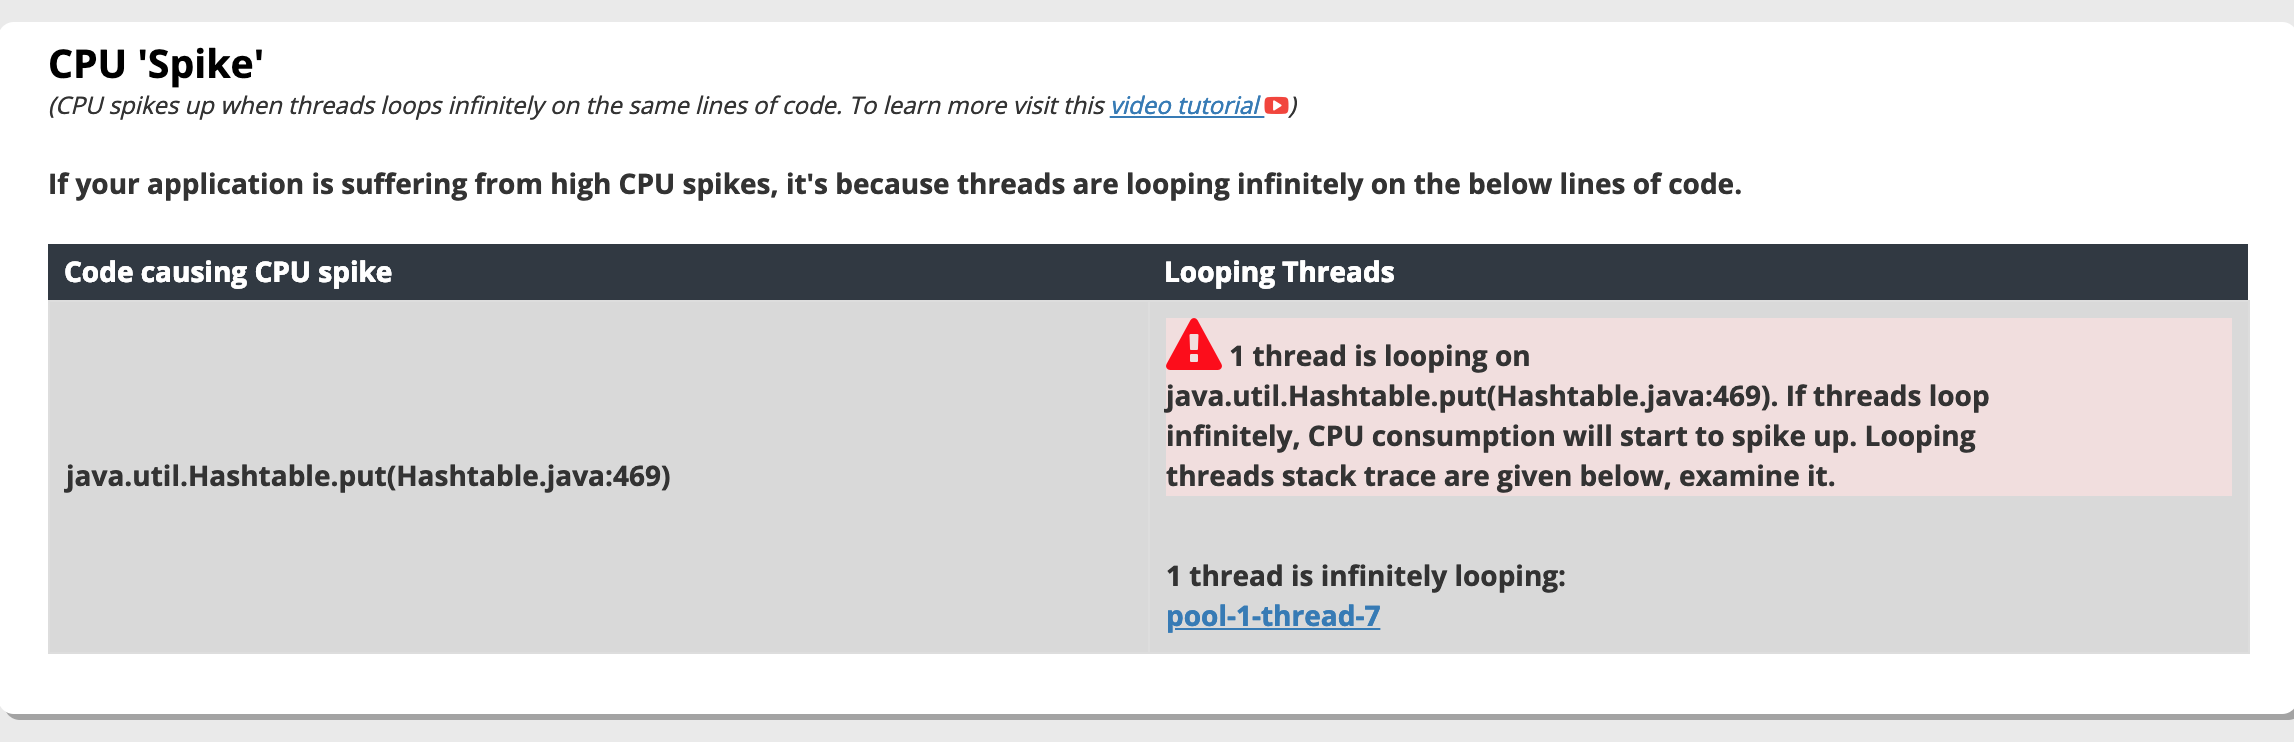 CPU 'Spike'
(CPU spikes up when threads loops infinitely on the same lines of code. To learn more visit this video tutorial)
If your application is suffering from high CPU spikes, it's because threads are looping infinitely on the below lines of code.
Code causing CPU spike
Looping Threads
java.util.Hashtable.put(Hashtable.java:469)
1 thread is looping on
java.util.Hashtable.put(Hashtable.java:469). If threads loop
infinitely, CPU consumption will start to spike up. Looping
threads stack trace are given below, examine it.
1 thread is infinitely looping:
pool-1-thread-7